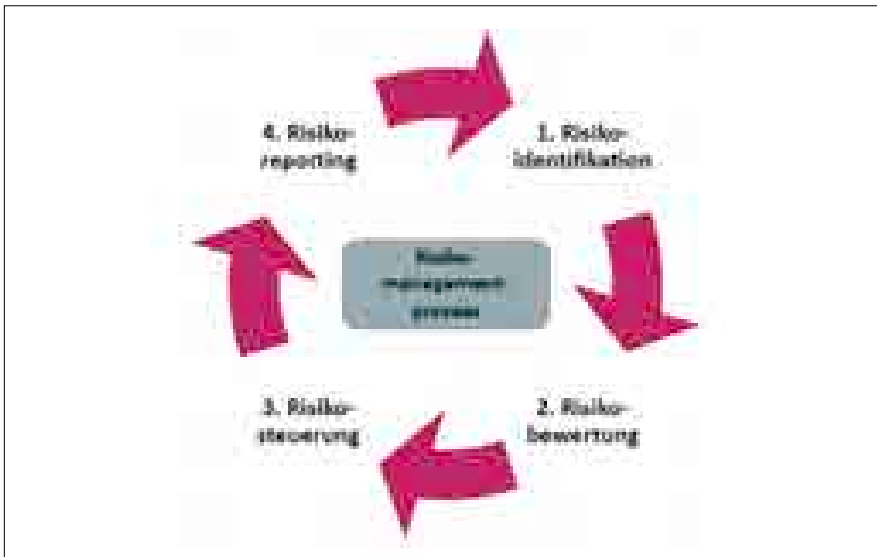 4. Risiko-
reporting
1. Risiko-
identifikation
Risiko-
management
prozess
3. Risiko-
steuerung
2. Risiko-
bewertung